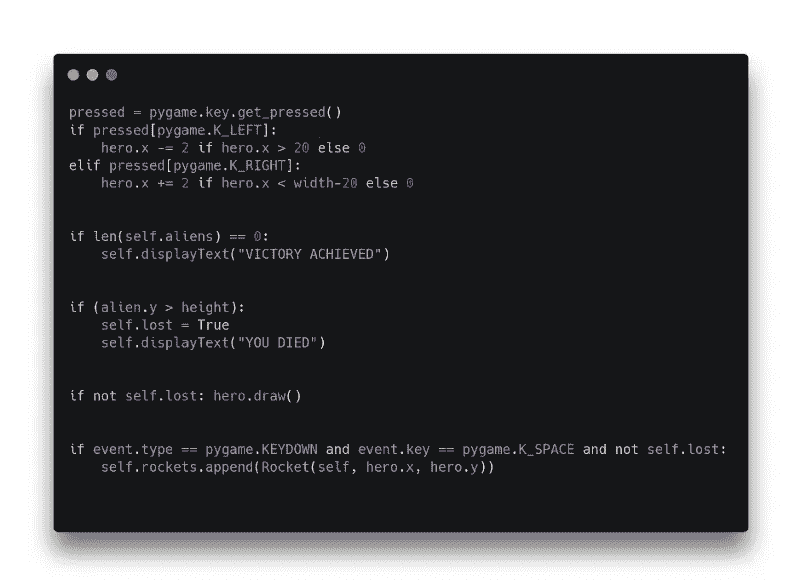 pressed = pygame.key.get_pressed()
if pressed[pygame.K_LEFT]:
    hero.x -= 2 if hero.x > 20 else 0
elif pressed[pygame.K_RIGHT]:
    hero.x += 2 if hero.x < width-20 else 0
if len(self.aliens) == 0:
    self.displayText("VICTORY ACHIEVED")
if (alien.y > height):
    self.lost = True
    self.displayText("YOU DIED")
if not self.lost: hero.draw()
if event.type == pygame.KEYDOWN and event.key == pygame.K_SPACE and not self.lost:
    self.rockets.append(Rocket(self, hero.x, hero.y))